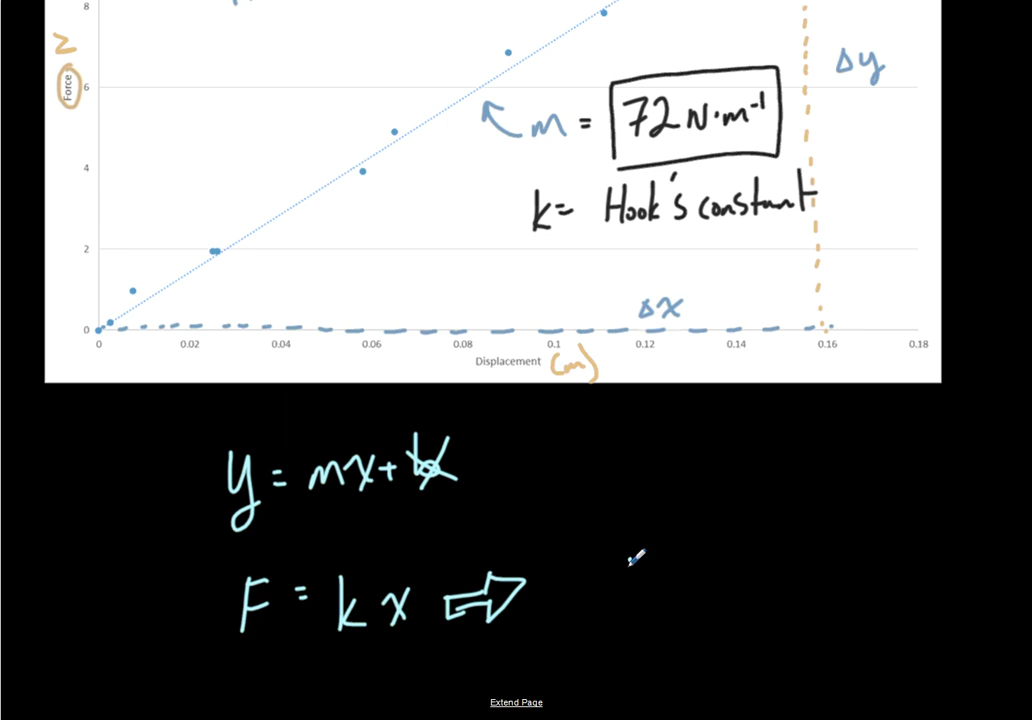 8
N
Force
6
4
2
0
0 0.02 0.04 0.06 0.08 0.1 0.12 0.14 0.16 0.18
Displacement (m)
Δy
m = 72 N·m⁻¹
k= Hook's constant
Δx
y = mx + b
F = kx ⇨
Extend Page